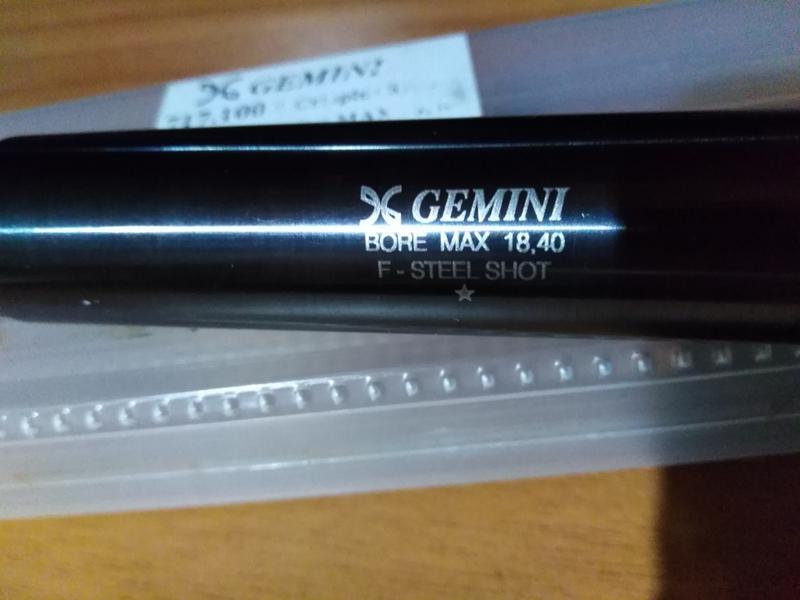 GEMINI
GEMINI
BORE MAX 18,40
F - STEEL SHOT